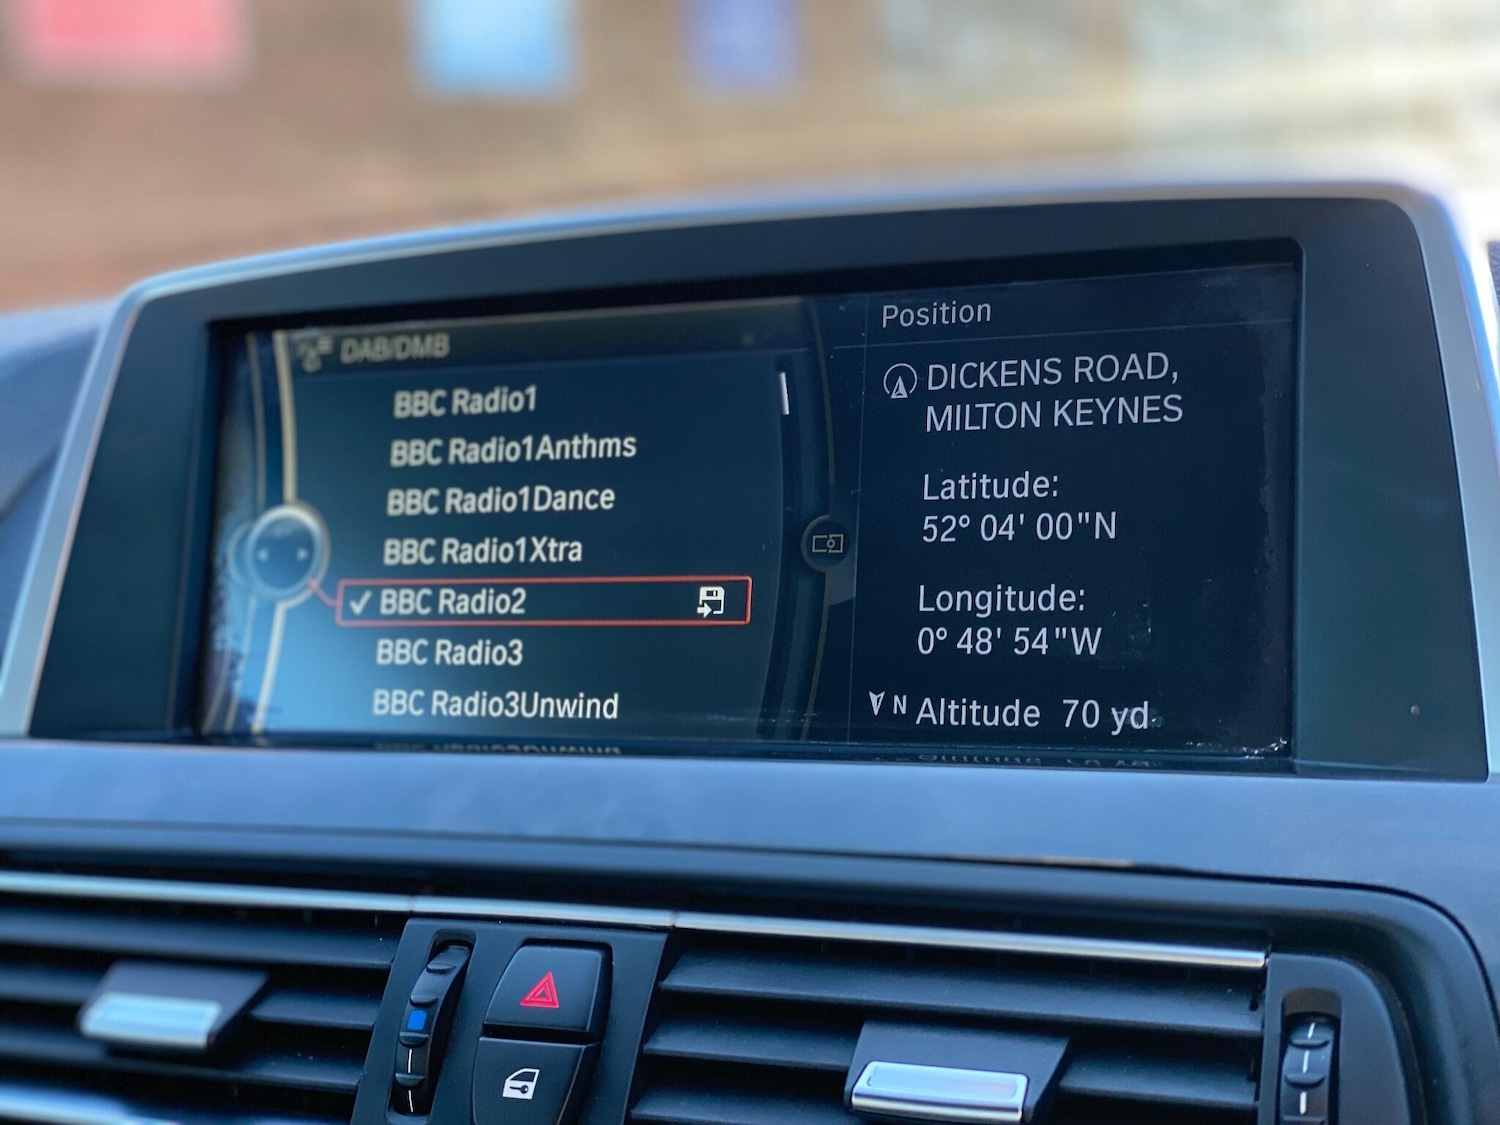 DAB/DMB
BBC Radio1
BBC Radio1Anthms
BBC Radio1Dance
BBC Radio1Xtra
✓ BBC Radio2
BBC Radio3
BBC Radio3Unwind
Position
DICKENS ROAD,
MILTON KEYNES
Latitude:
52° 04' 00"N
Longitude:
0° 48' 54"W
N Altitude 70 yd